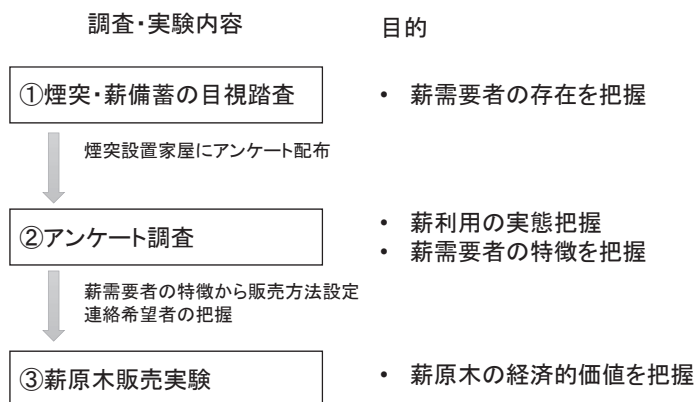 調査・実験内容
目的
①煙突・薪備蓄の目視踏査
• 薪需要者の存在を把握
煙突設置家屋にアンケート配布
②アンケート調査
• 薪利用の実態把握
• 薪需要者の特徴を把握
薪需要者の特徴から販売方法設定
連絡希望者の把握
③薪原木販売実験
• 薪原木の経済的価値を把握